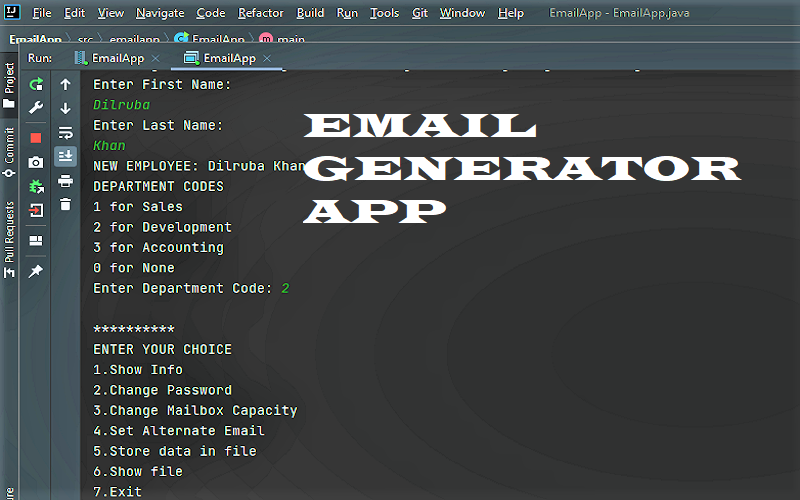 File Edit View Navigate Code Refactor Build Run Tools Git Window Help EmailApp - EmailApp.java
EmailApp src emailapp EmailApp main
Run: EmailApp EmailApp
Project
Commit
Pull Requests
Enter First Name:
Dilruba
Enter Last Name:
Khan
NEW EMPLOYEE: Dilruba Khan
DEPARTMENT CODES
1 for Sales
2 for Development
3 for Accounting
0 for None
Enter Department Code: 2
**********
ENTER YOUR CHOICE
1.Show Info
2.Change Password
3.Change Mailbox Capacity
4.Set Alternate Email
5.Store data in file
6.Show file
7.Exit
EMAIL
GENERATOR
APP